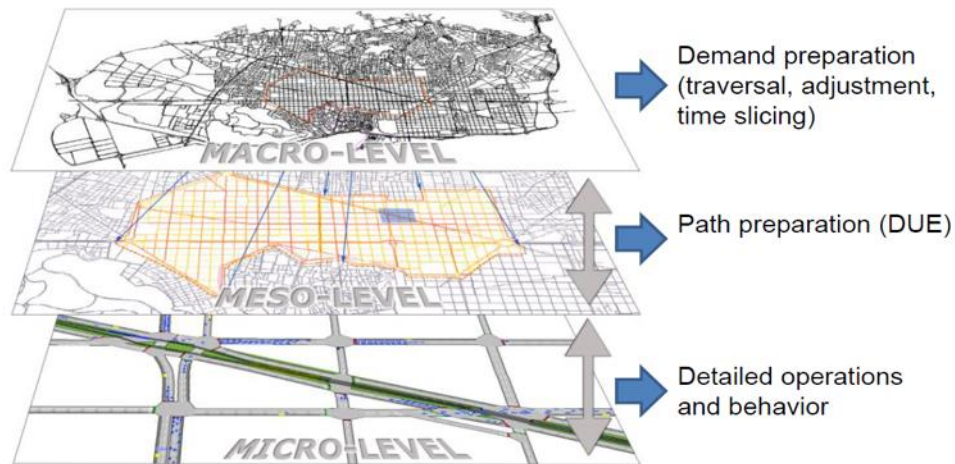 Demand preparation
(traversal, adjustment,
time slicing)
MACRO-LEVEL
Path preparation (DUE)
MESO-LEVEL
Detailed operations
and behavior
MICRO-LEVEL